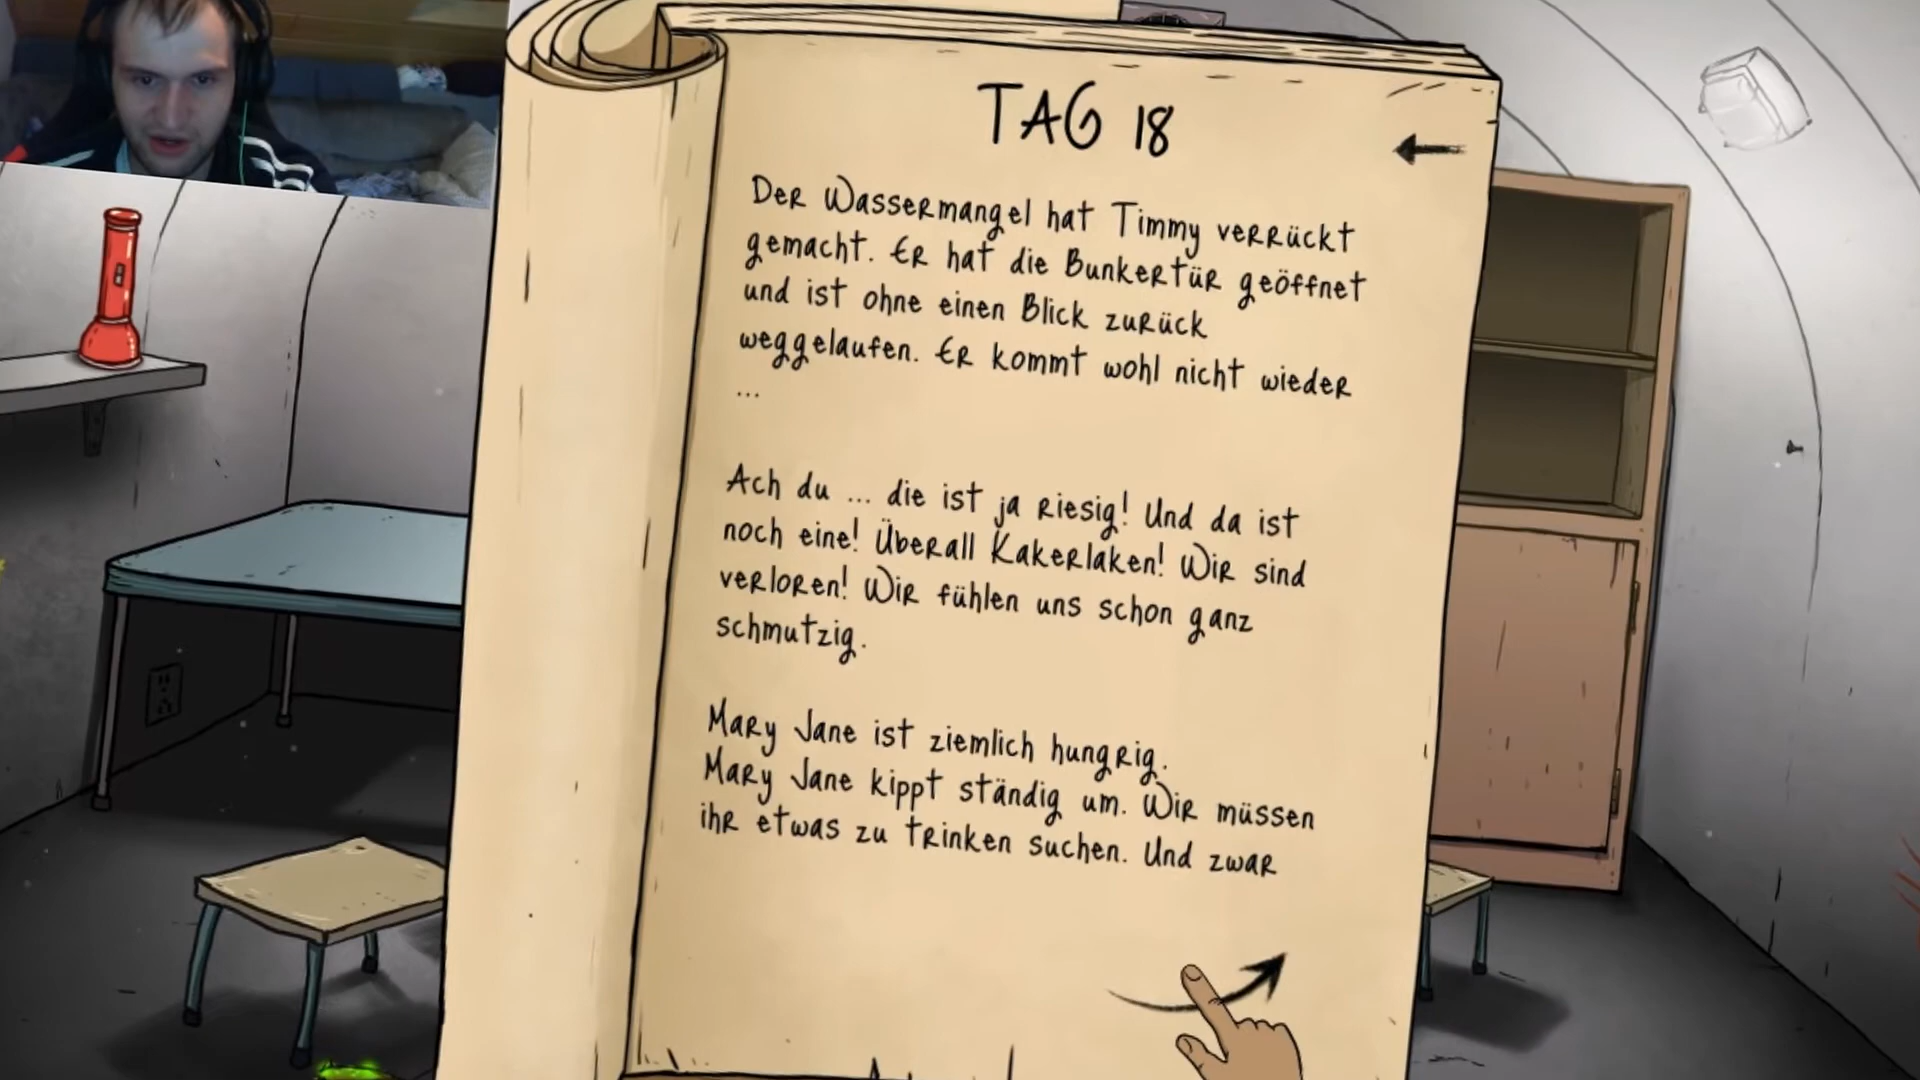 TAG 18
Der Wassermangel hat Timmy verrückt
gemacht. Er hat die Bunkertür geöffnet
und ist ohne einen Blick zurück
weggelaufen. Er kommt wohl nicht wieder
...
Ach du ... die ist ja riesig! Und da ist
noch eine! Überall Kakerlaken! Wir sind
verloren! Wir fühlen uns schon ganz
schmutzig.
Mary Jane ist ziemlich hungrig.
Mary Jane kippt ständig um. Wir müssen
ihr etwas zu trinken suchen. Und zwar